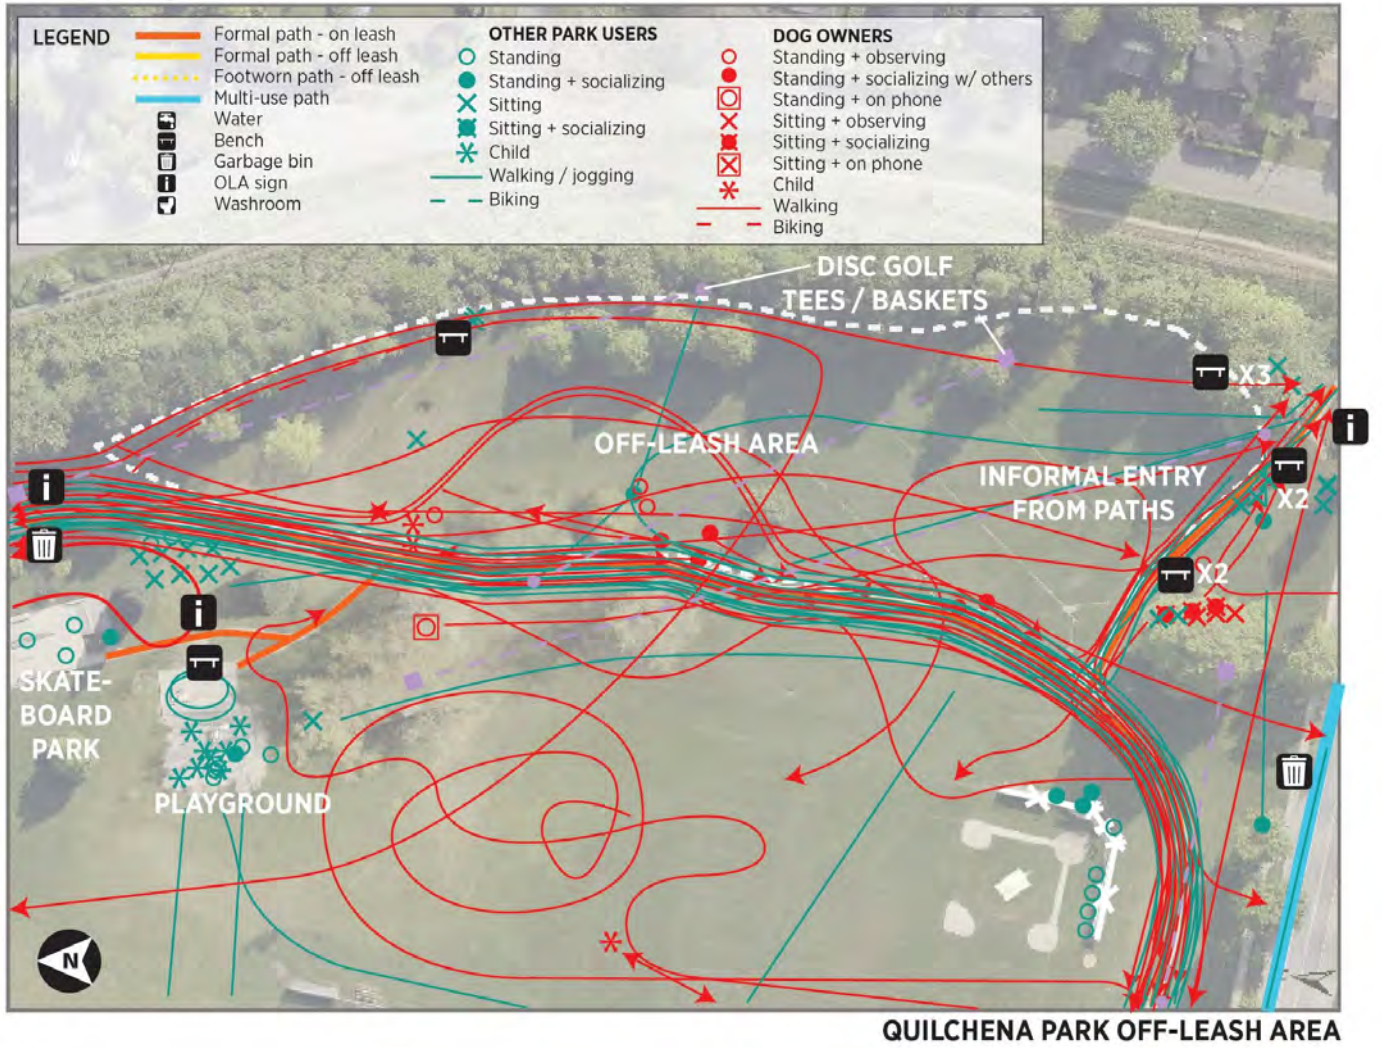 LEGEND
Formal path - on leash
Formal path - off leash
Footworn path - off leash
Multi-use path
Water
Bench
Garbage bin
OLA sign
Washroom
OTHER PARK USERS
Standing
Standing + socializing
Sitting
Sitting + socializing
Child
Walking / jogging
Biking
DOG OWNERS
Standing + observing
Standing + socializing w/ others
Standing + on phone
Sitting + observing
Sitting + socializing
Sitting + on phone
Child
Walking
Biking
DISC GOLF
TEES / BASKETS
X3
i
OFF-LEASH AREA
INFORMAL ENTRY
FROM PATHS
X2
i
X2
i
SKATE-
BOARD
PARK
PLAYGROUND
N
QUILCHENA PARK OFF-LEASH AREA